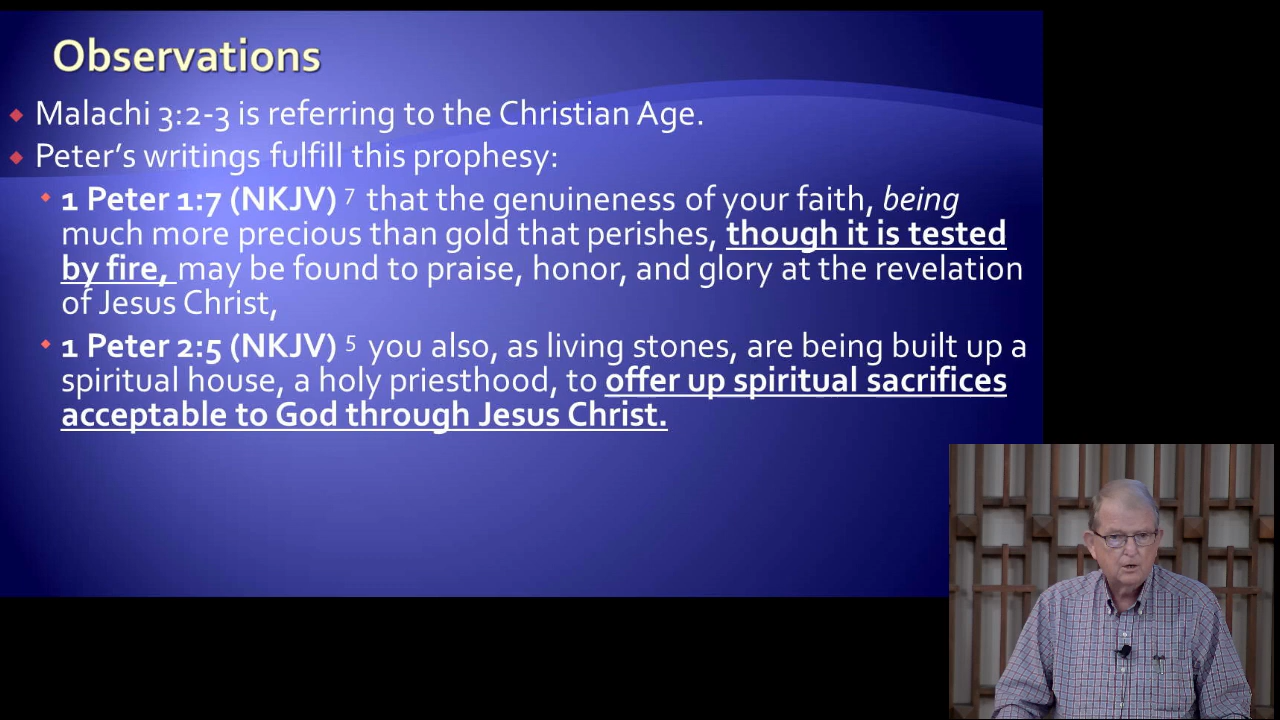 Observations
Malachi 3:2-3 is referring to the Christian Age.
Peter’s writings fulfill this prophesy:
1 Peter 1:7 (NKJV) 7 that the genuineness of your faith, being
much more precious than gold that perishes, though it is tested
by fire, may be found to praise, honor, and glory at the revelation
of Jesus Christ,
1 Peter 2:5 (NKJV) 5 you also, as living stones, are being built up a
spiritual house, a holy priesthood, to offer up spiritual sacrifices
acceptable to God through Jesus Christ.